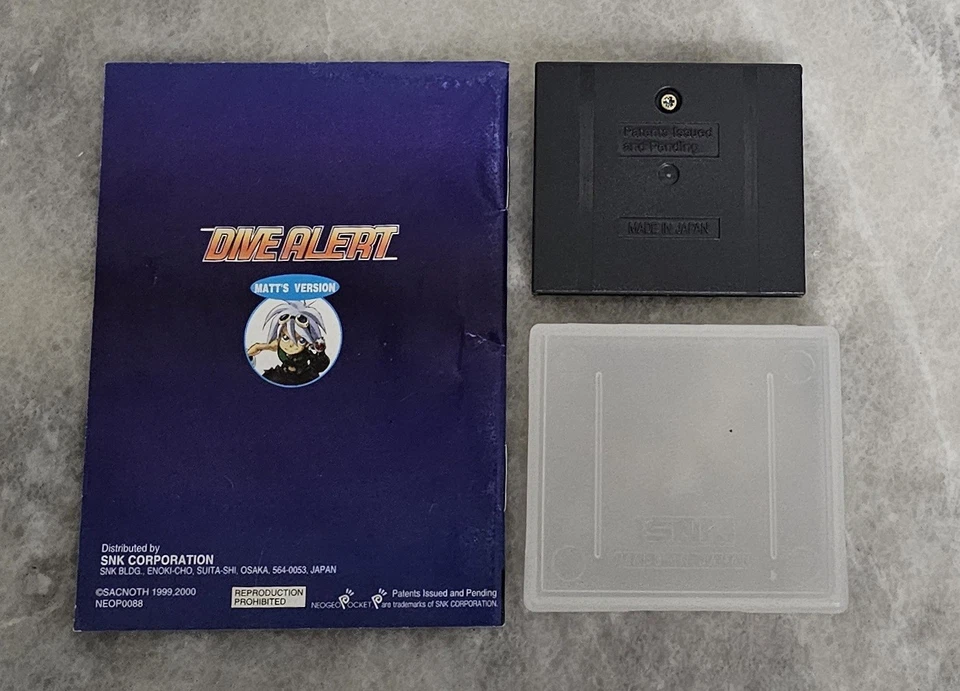 DIVE ALERT
MATT'S VERSION
Distributed by
SNK CORPORATION
SNK BLDG., ENOKI-CHO, SUITA-SHI, OSAKA, 564-0053, JAPAN
©SACNOTH 1999,2000
NEOP0088
REPRODUCTION
PROHIBITED
Patents Issued and Pending
NEOGEO POCKET are trademarks of SNK CORPORATION.
Patents Issued
and Pending
MADE IN JAPAN
SNK